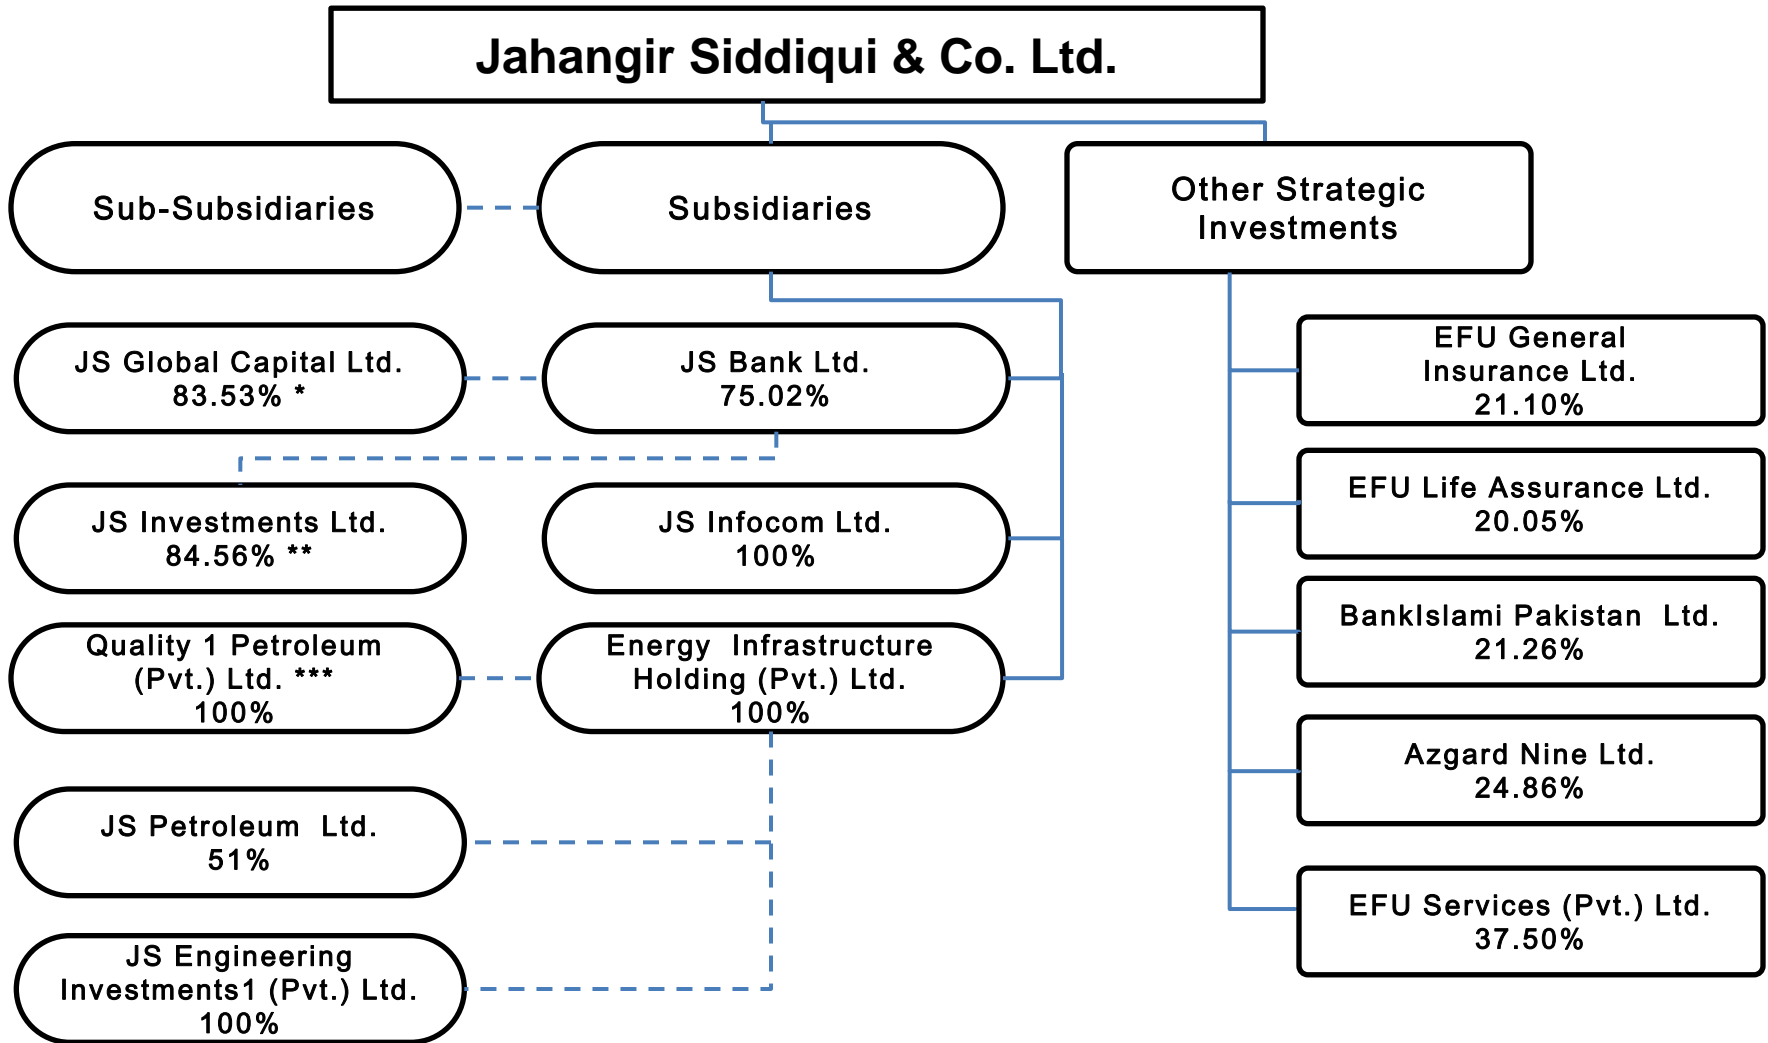 Jahangir Siddiqui & Co. Ltd.
Sub-Subsidiaries
Subsidiaries
Other Strategic
Investments
JS Global Capital Ltd.
83.53% *
JS Bank Ltd.
75.02%
EFU General
Insurance Ltd.
21.10%
JS Investments Ltd.
84.56% **
JS Infocom Ltd.
100%
EFU Life Assurance Ltd.
20.05%
Quality 1 Petroleum
(Pvt.) Ltd. ***
100%
Energy Infrastructure
Holding (Pvt.) Ltd.
100%
BankIslami Pakistan Ltd.
21.26%
JS Petroleum Ltd.
51%
Azgard Nine Ltd.
24.86%
JS Engineering
Investments1 (Pvt.) Ltd.
100%
EFU Services (Pvt.) Ltd.
37.50%